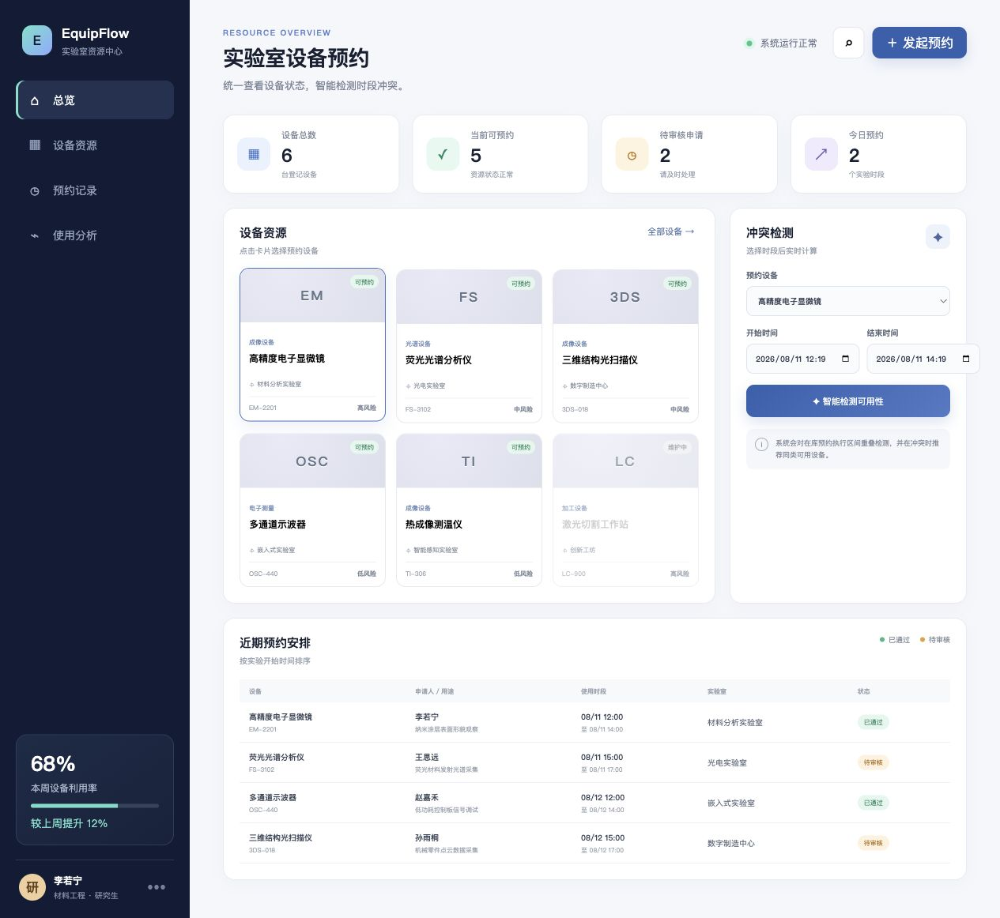 E
EquipFlow
实验室资源中心
总览
设备资源
预约记录
使用分析
68%
本周设备利用率
较上周提升 12%
研
李若宁
材料工程 · 研究生
RESOURCE OVERVIEW
实验室设备预约
统一查看设备状态，智能检测时段冲突。
系统运行正常
＋ 发起预约
设备总数
6
台登记设备
当前可预约
5
资源状态正常
待审核申请
2
请及时处理
今日预约
2
个实验时段
设备资源
点击卡片选择预约设备
全部设备 →
EM
可预约
成像设备
高精度电子显微镜
材料分析实验室
EM-2201
高风险
FS
可预约
光谱设备
荧光光谱分析仪
光电实验室
FS-3102
中风险
3DS
可预约
成像设备
三维结构光扫描仪
数字制造中心
3DS-018
中风险
OSC
可预约
电子测量
多通道示波器
嵌入式实验室
OSC-440
低风险
TI
可预约
成像设备
热成像测温仪
智能感知实验室
TI-306
低风险
LC
维护中
加工设备
激光切割工作站
创新工坊
LC-900
高风险
冲突检测
选择时段后实时计算
预约设备
高精度电子显微镜
开始时间
结束时间
2026/08/11 12:19
2026/08/11 14:19
✦ 智能检测可用性
系统会对在库预约执行区间重叠检测，并在冲突时推
荐同类可用设备。
近期预约安排
按实验开始时间排序
已通过
待审核
设备
申请人 / 用途
使用时段
实验室
状态
高精度电子显微镜
EM-2201
李若宁
纳米涂层表面形貌观察
08/11 12:00
至 08/11 14:00
材料分析实验室
已通过
荧光光谱分析仪
FS-3102
王思远
荧光材料发射光谱采集
08/11 15:00
至 08/11 17:00
光电实验室
待审核
多通道示波器
OSC-440
赵嘉禾
低功耗控制板信号调试
08/12 12:00
至 08/12 14:00
嵌入式实验室
已通过
三维结构光扫描仪
3DS-018
孙雨桐
机械零件点云数据采集
08/12 15:00
至 08/12 17:00
数字制造中心
待审核